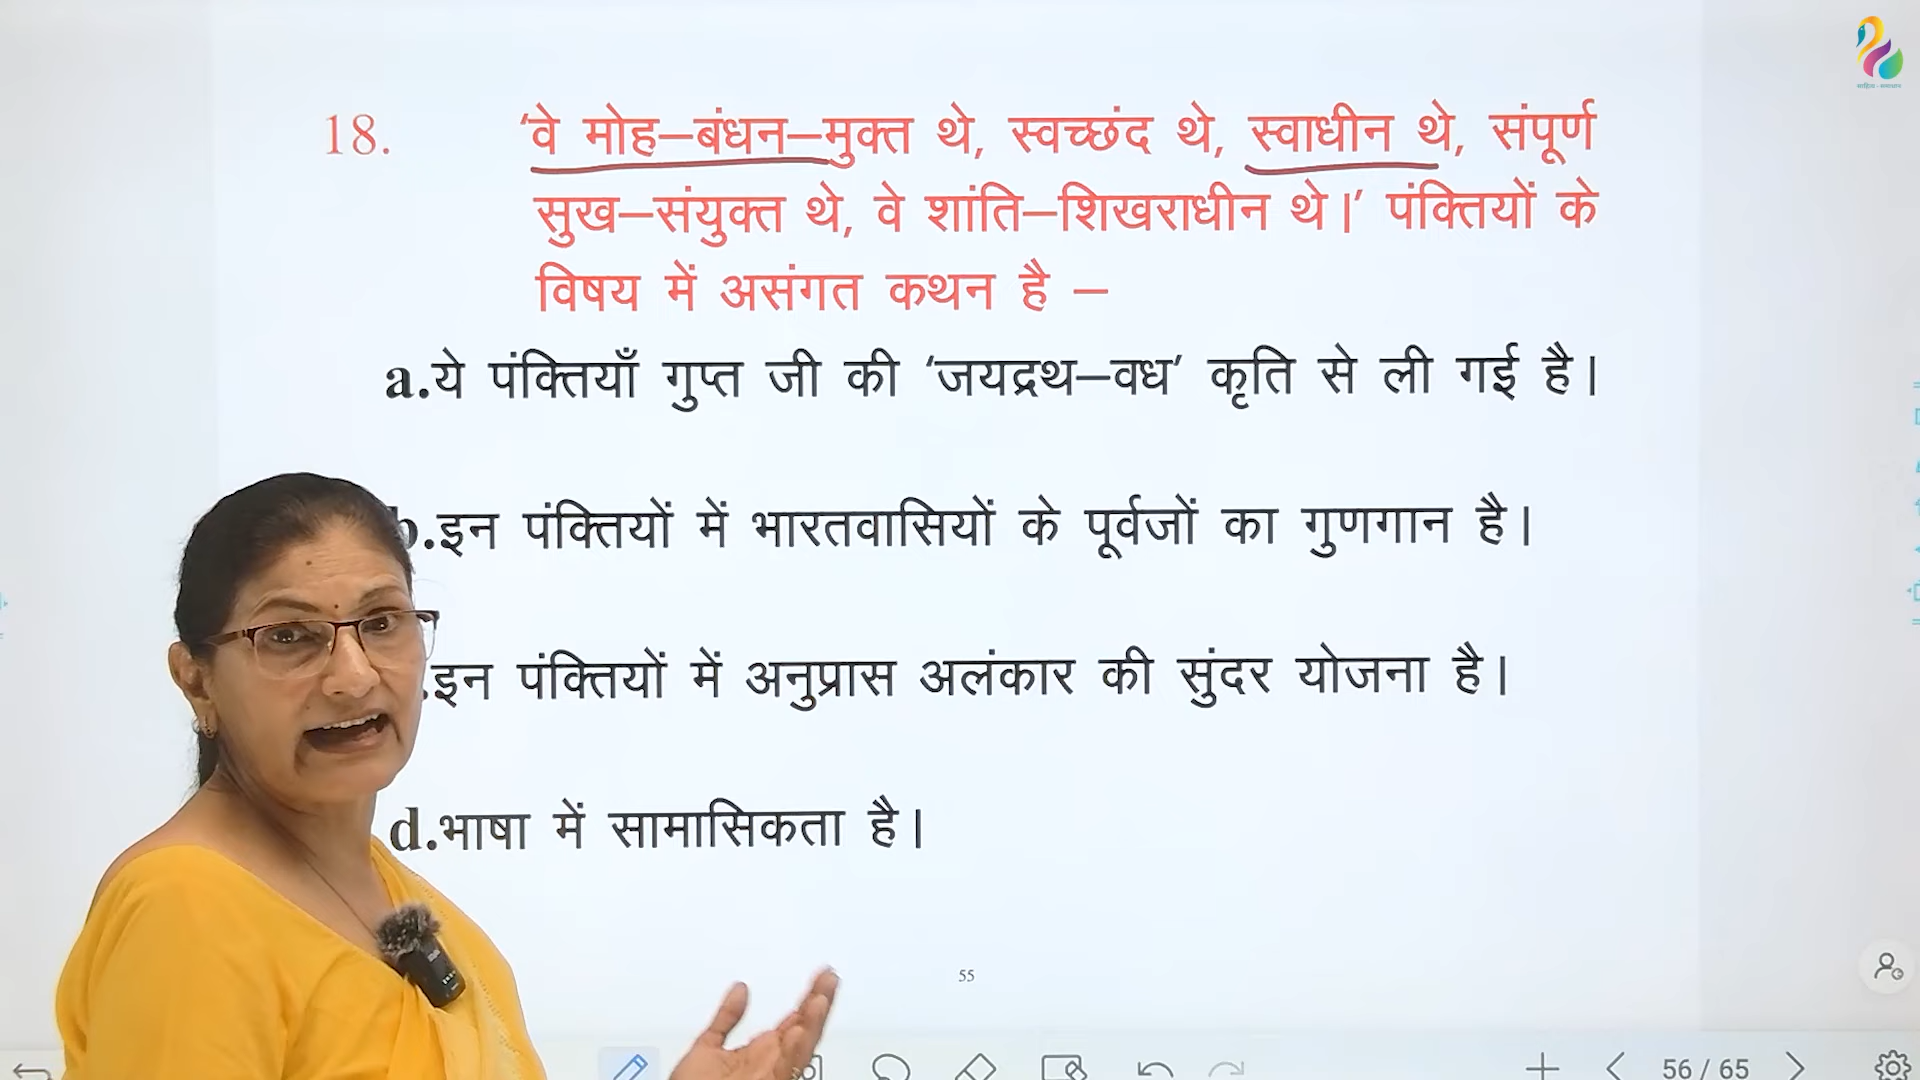 18. ‘वे मोह–बंधन–मुक्त थे, स्वच्छंद थे, स्वाधीन थे, संपूर्ण
सुख–संयुक्त थे, वे शांति–शिखराधीन थे।’ पंक्तियों के
विषय में असंगत कथन है –
a.ये पंक्तियाँ गुप्त जी की ‘जयद्रथ–वध’ कृति से ली गई है।
b.इन पंक्तियों में भारतवासियों के पूर्वजों का गुणगान है।
.इन पंक्तियों में अनुप्रास अलंकार की सुंदर योजना है।
d.भाषा में सामासिकता है।
55
56 / 65